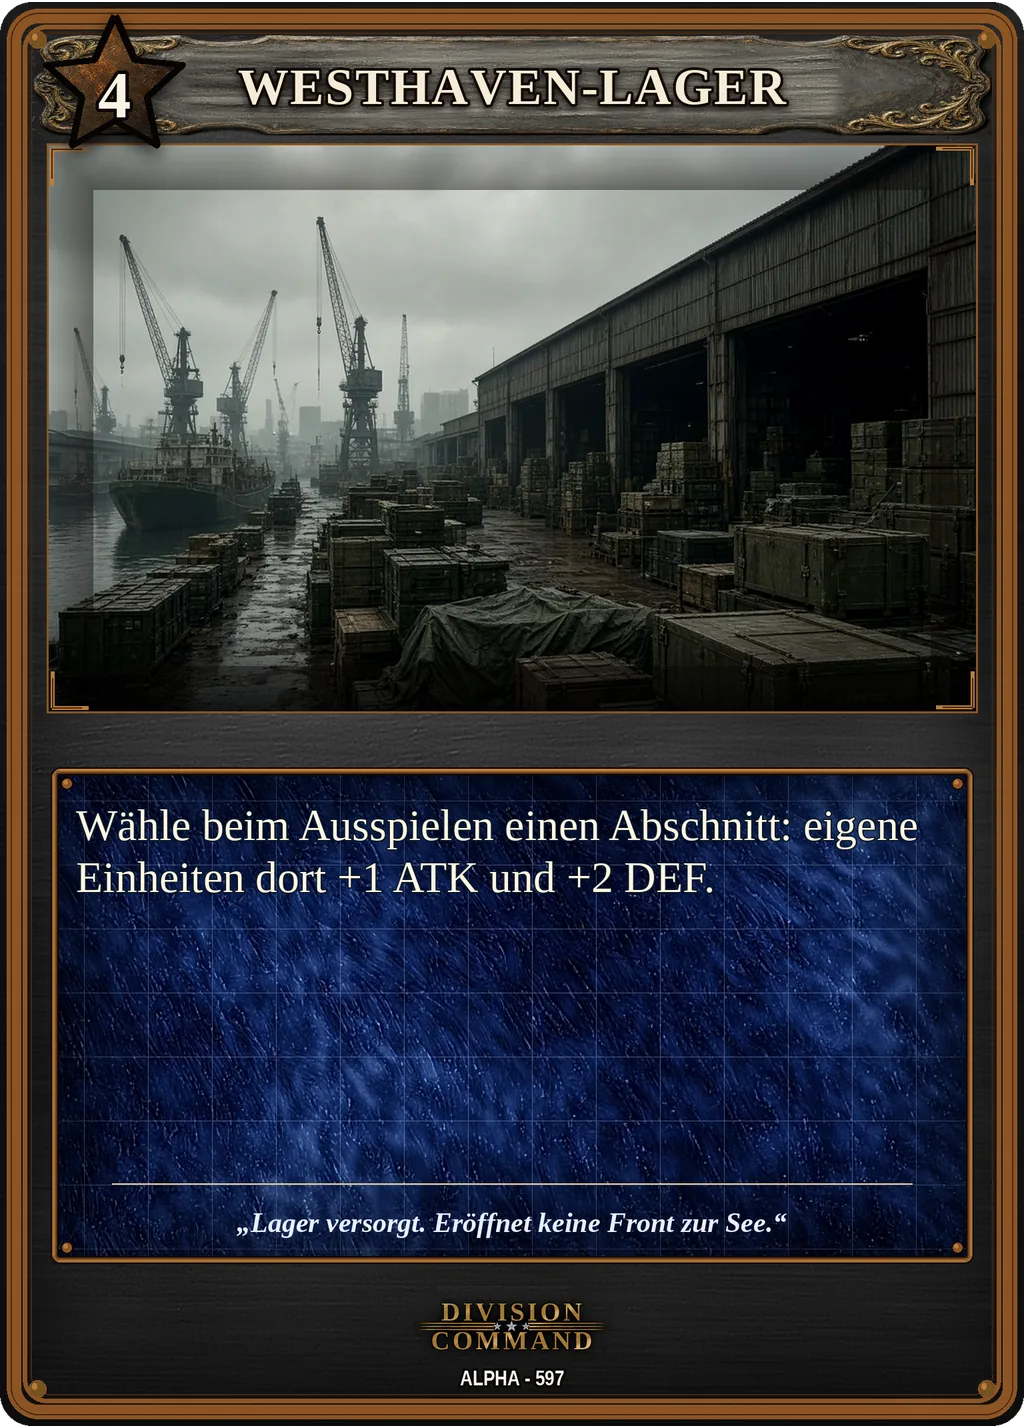 4
WESTHAVEN-LAGER
Wähle beim Ausspielen einen Abschnitt: eigene
Einheiten dort +1 ATK und +2 DEF.
„Lager versorgt. Eröffnet keine Front zur See.“
DIVISION
COMMAND
ALPHA - 597